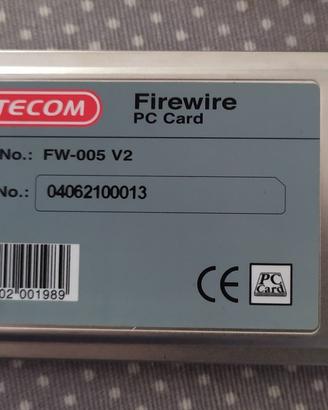 TECOM
Firewire
PC Card
No.: FW-005 V2
No.: 04062100013
CE
PC
Card
02 001989